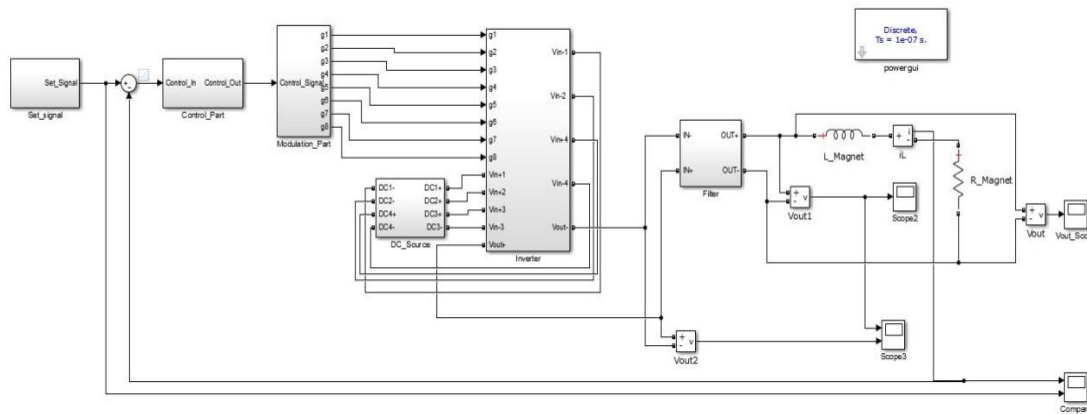 Discrete,
Ts = 1e-07 s.
powergui
Set_Signal
Set_signal
+
-
Control_In
Control_Out
Control_Part
Control_Signal
g1
g2
g3
g4
g5
g6
g7
g8
Modulation_Part
g1
g2
g3
g4
g5
g6
g7
g8
Vin+1
Vin+2
Vin+3
Vin-3
Vout+
Vin-1
Vin-2
Vin+4
Vin-4
Vout-
Inverter
DC1-
DC2-
DC4+
DC4-
DC1+
DC2+
DC3+
DC3-
DC_Source
IN-
IN+
OUT+
OUT-
Filter
+
L_Magnet
+
-
i
iL
+
R_Magnet
+
-
v
Vout1
Scope2
+
-
v
Vout
Vout_Sco
+
-
v
Vout2
Scope3
Compar